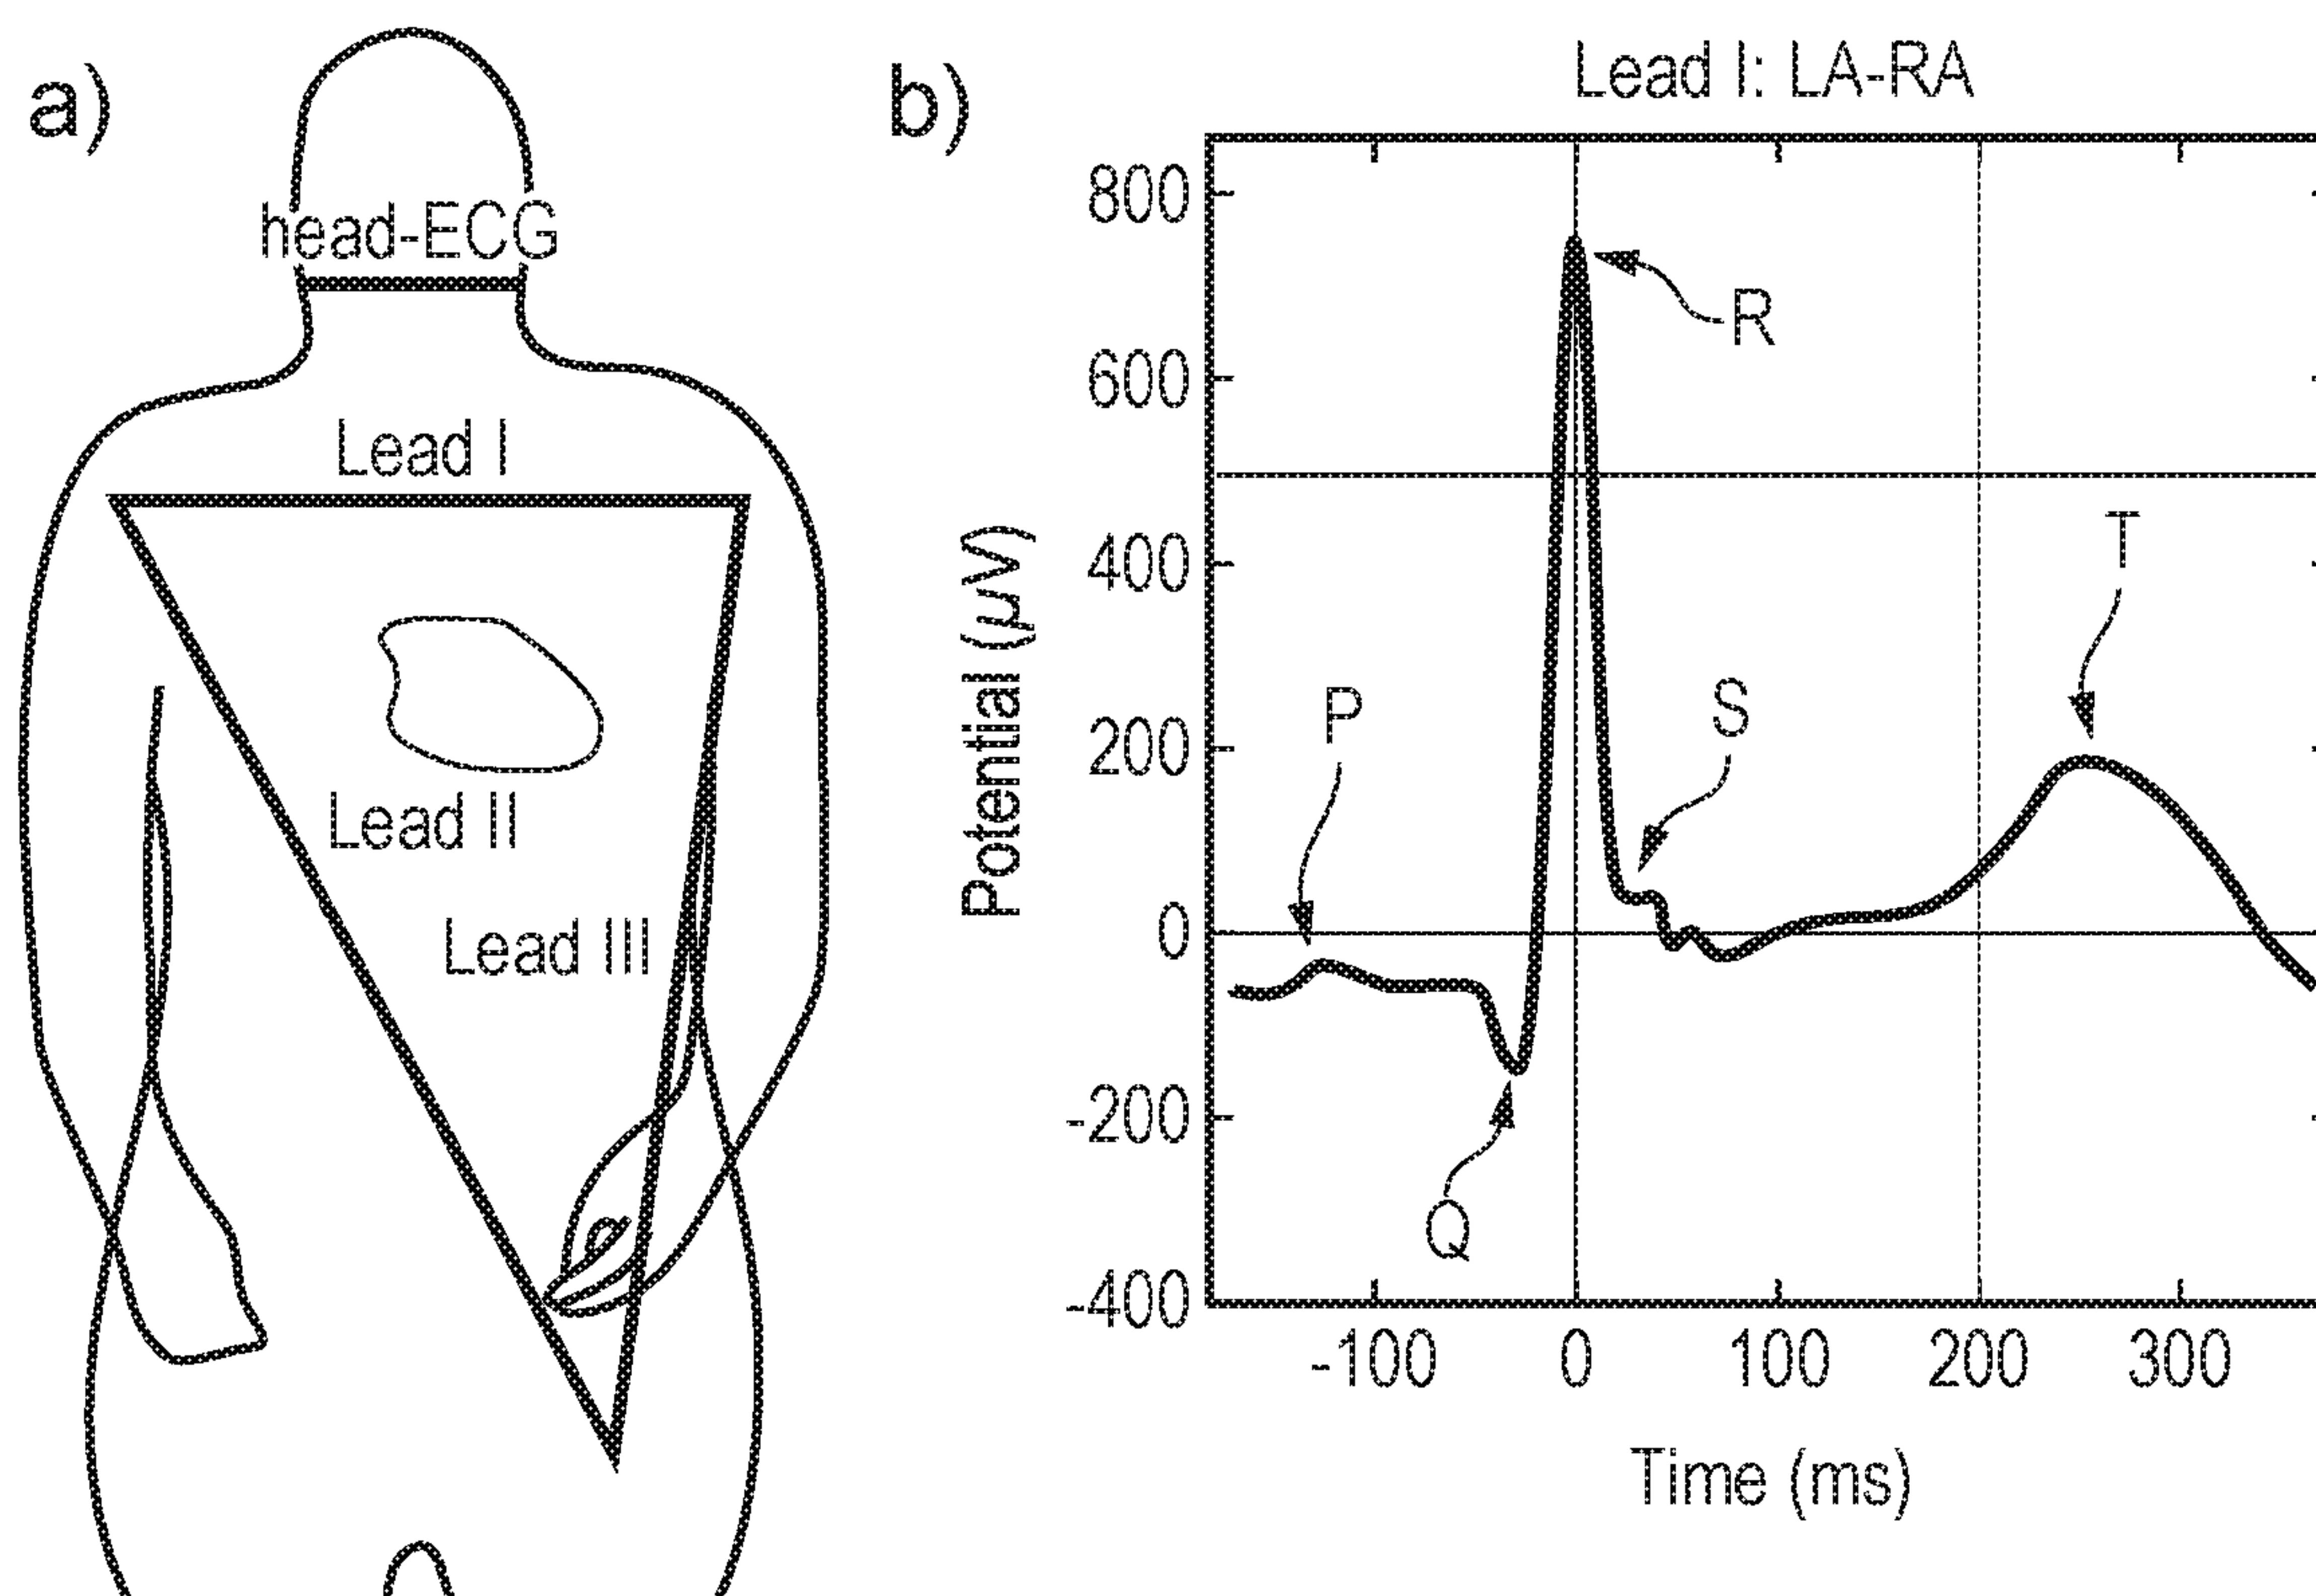 a)
head-ECG
Lead I
Lead II
Lead III
b)
Lead I: LA-RA
Potential (µV)
800
600
400
200
0
-200
-400
P
Q
R
S
T
-100 0 100 200 300
Time (ms)